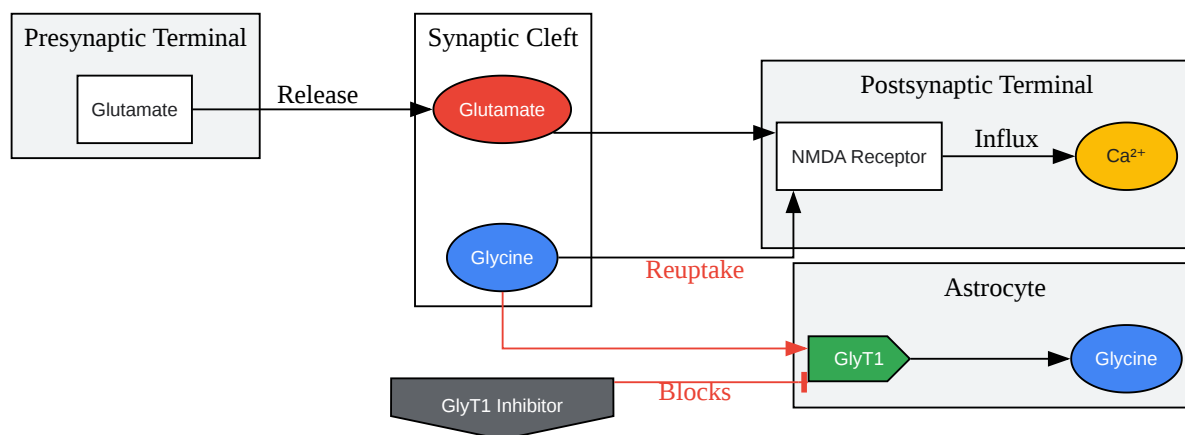 Presynaptic Terminal
Glutamate
Release
Synaptic Cleft
Glutamate
Glycine
Postsynaptic Terminal
NMDA Receptor
Influx
Ca²⁺
Reuptake
Astrocyte
GlyT1
Glycine
GlyT1 Inhibitor
Blocks